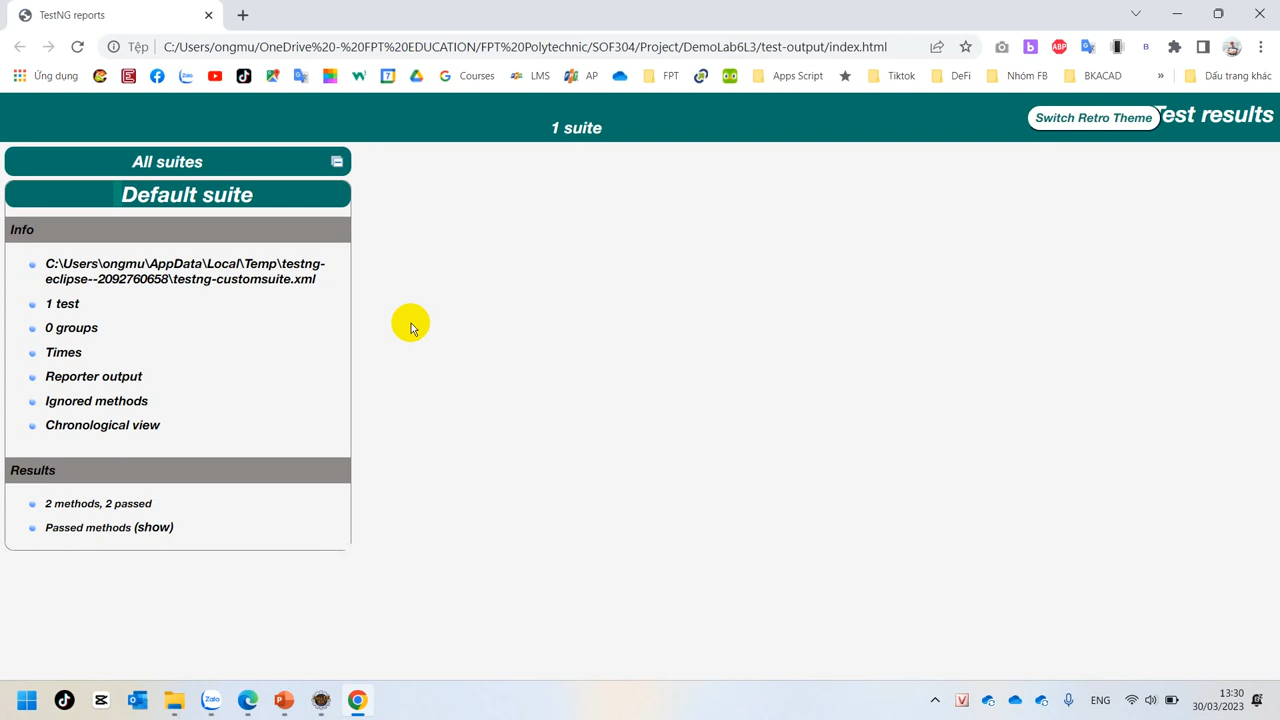 TestNG reports
Tệp
C:/Users/ongmu/OneDrive%20-%20FPT%20EDUCATION/FPT%20Polytechnic/SOF304/Project/DemoLab6L3/test-output/index.html
ABP
B
Ứng dụng
Zalo
7
Courses
LMS
AP
FPT
Apps Script
Tiktok
DeFi
Nhóm FB
BKACAD
»
Dấu trang khác
1 suite
Switch Retro Theme
Test results
All suites
Default suite
Info
C:\Users\ongmu\AppData\Local\Temp\testng-
eclipse--2092760658\testng-customsuite.xml
1 test
0 groups
Times
Reporter output
Ignored methods
Chronological view
Results
2 methods, 2 passed
Passed methods (show)
Zalo
ENG
13:30
30/03/2023